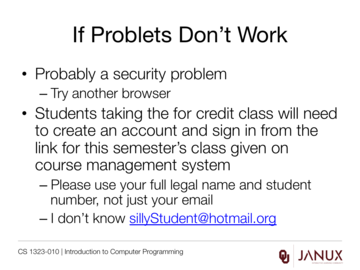 If Problets Don't Work
• Probably a security problem
– Try another browser
• Students taking the for credit class will need
to create an account and sign in from the
link for this semester's class given on
course management system
– Please use your full legal name and student
number, not just your email
– I don't know sillyStudent@hotmail.org
CS 1323-010 | Introduction to Computer Programming
JANUX